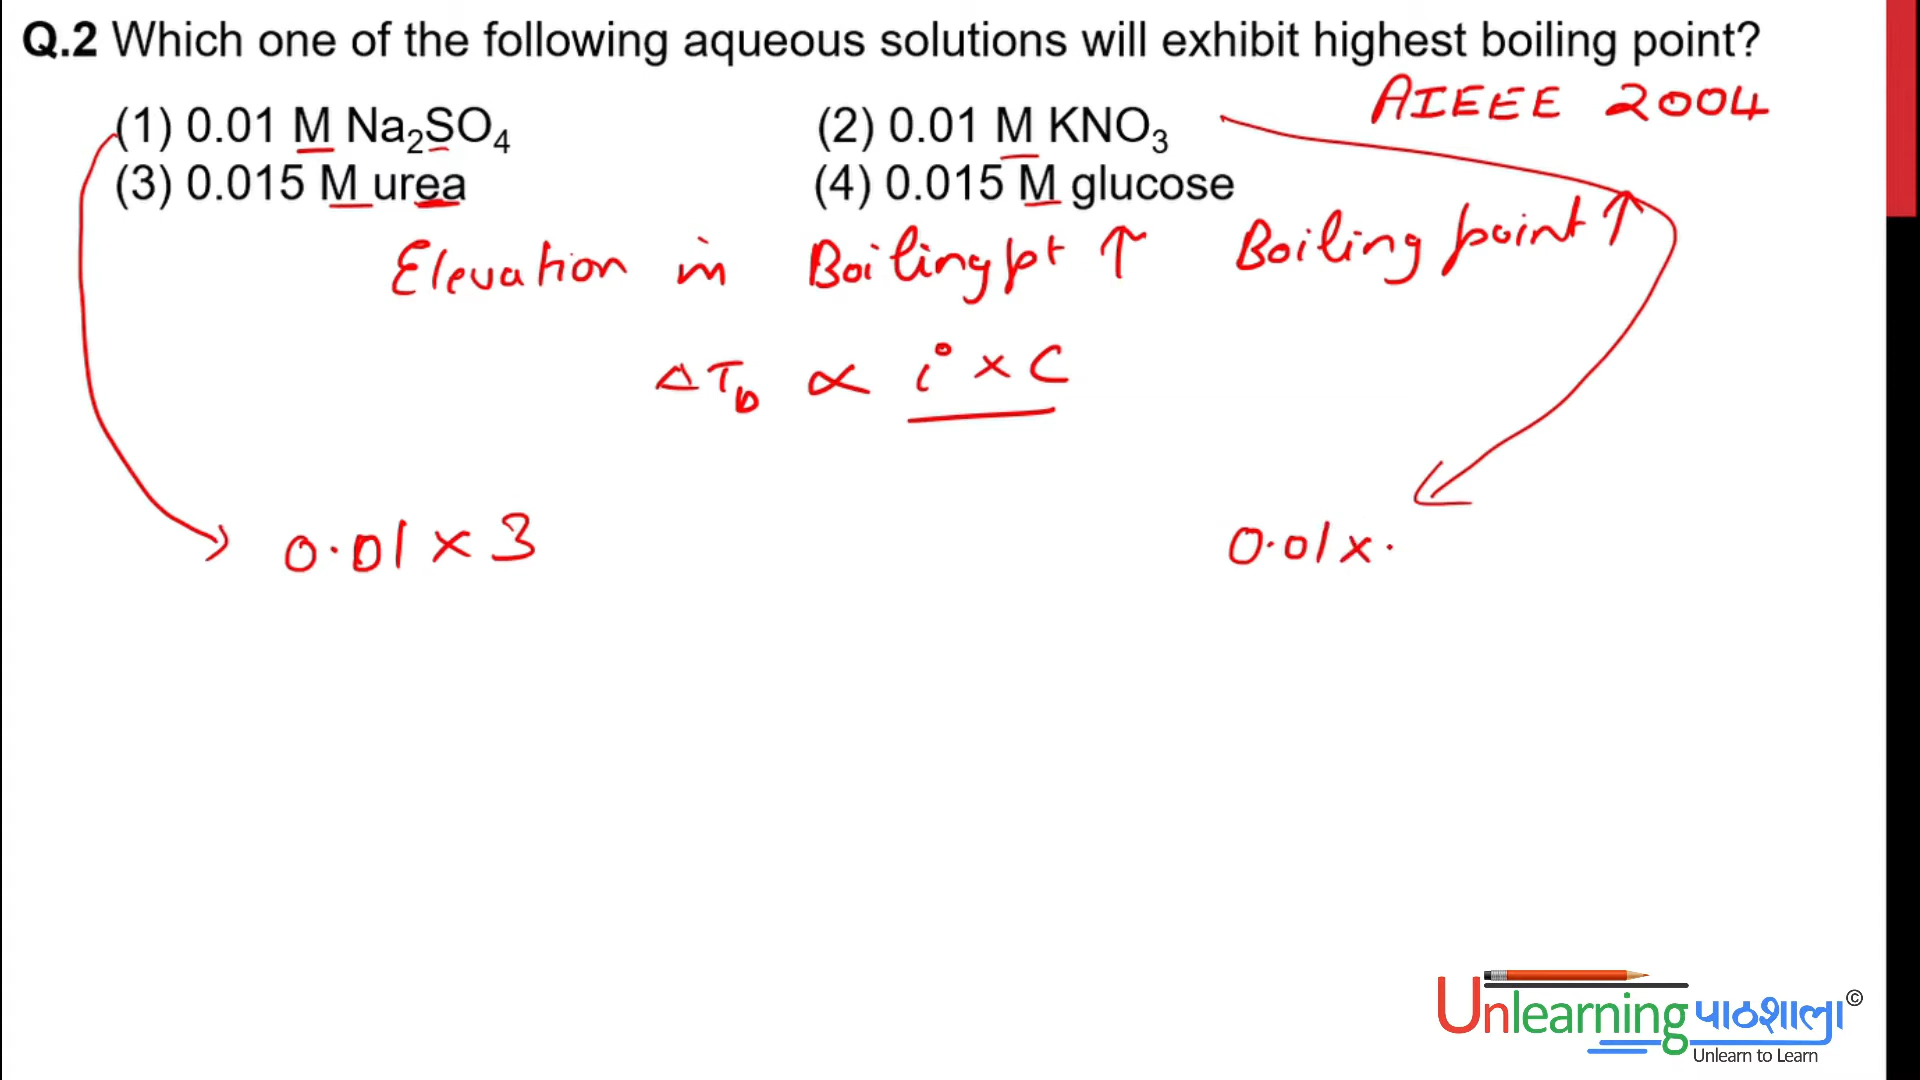 Q.2 Which one of the following aqueous solutions will exhibit highest boiling point?
AIEEE 2004
(1) 0.01 M Na₂SO₄ (2) 0.01 M KNO₃
(3) 0.015 M urea (4) 0.015 M glucose
Elevation in Boiling pt ↑ Boiling point ↑
ΔT_b ∝ i × C
0.01 × 3 0.01 ×
Unlearning પાઠશાલા ©
Unlearn to Learn